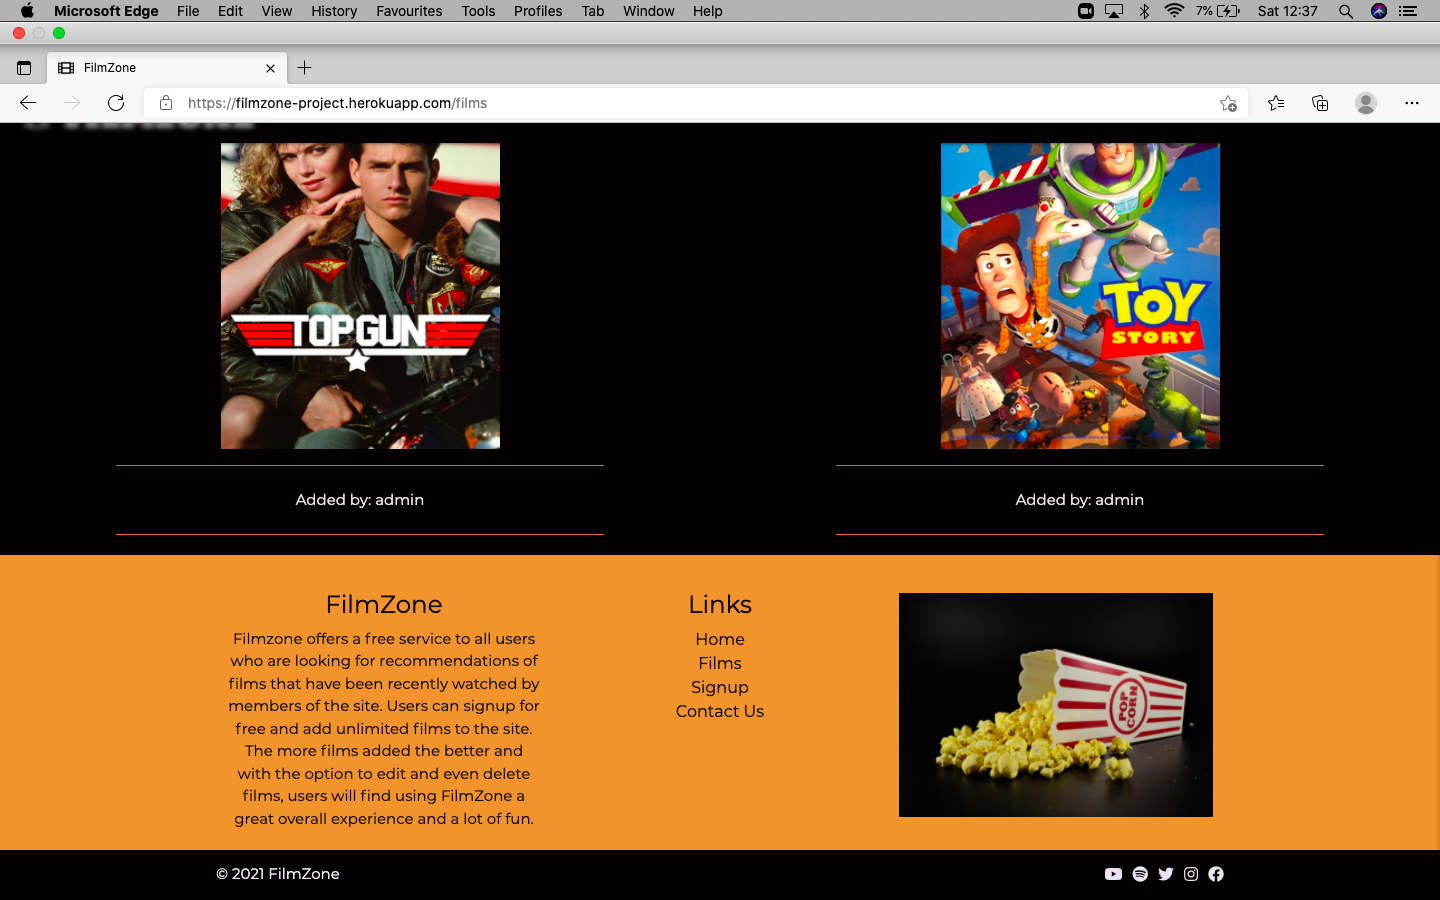 Microsoft Edge File Edit View History Favourites Tools Profiles Tab Window Help 7% Sat 12:37
FilmZone
https://filmzone-project.herokuapp.com/films
TOPGUN
TOY
STORY
Added by: admin
Added by: admin
FilmZone
Filmzone offers a free service to all users
who are looking for recommendations of
films that have been recently watched by
members of the site. Users can signup for
free and add unlimited films to the site.
The more films added the better and
with the option to edit and even delete
films, users will find using FilmZone a
great overall experience and a lot of fun.
Links
Home
Films
Signup
Contact Us
POP
CORN
© 2021 FilmZone